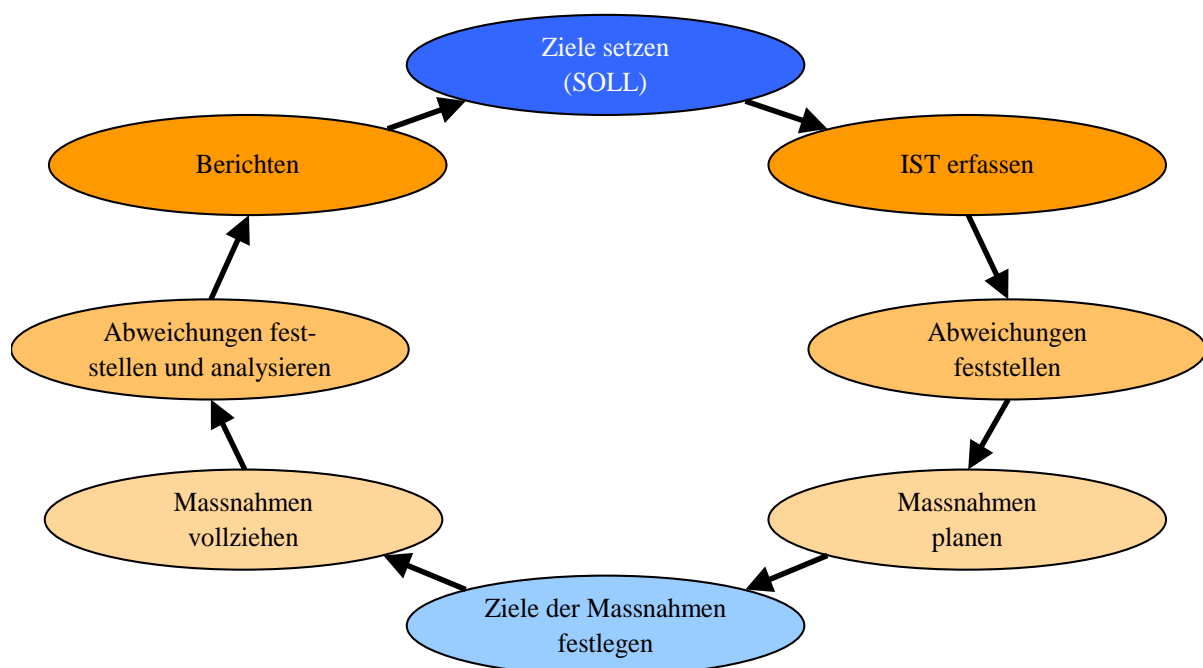 Ziele setzen
(SOLL)
Berichten
IST erfassen
Abweichungen fest-
stellen und analysieren
Abweichungen
feststellen
Massnahmen
vollziehen
Massnahmen
planen
Ziele der Massnahmen
festlegen